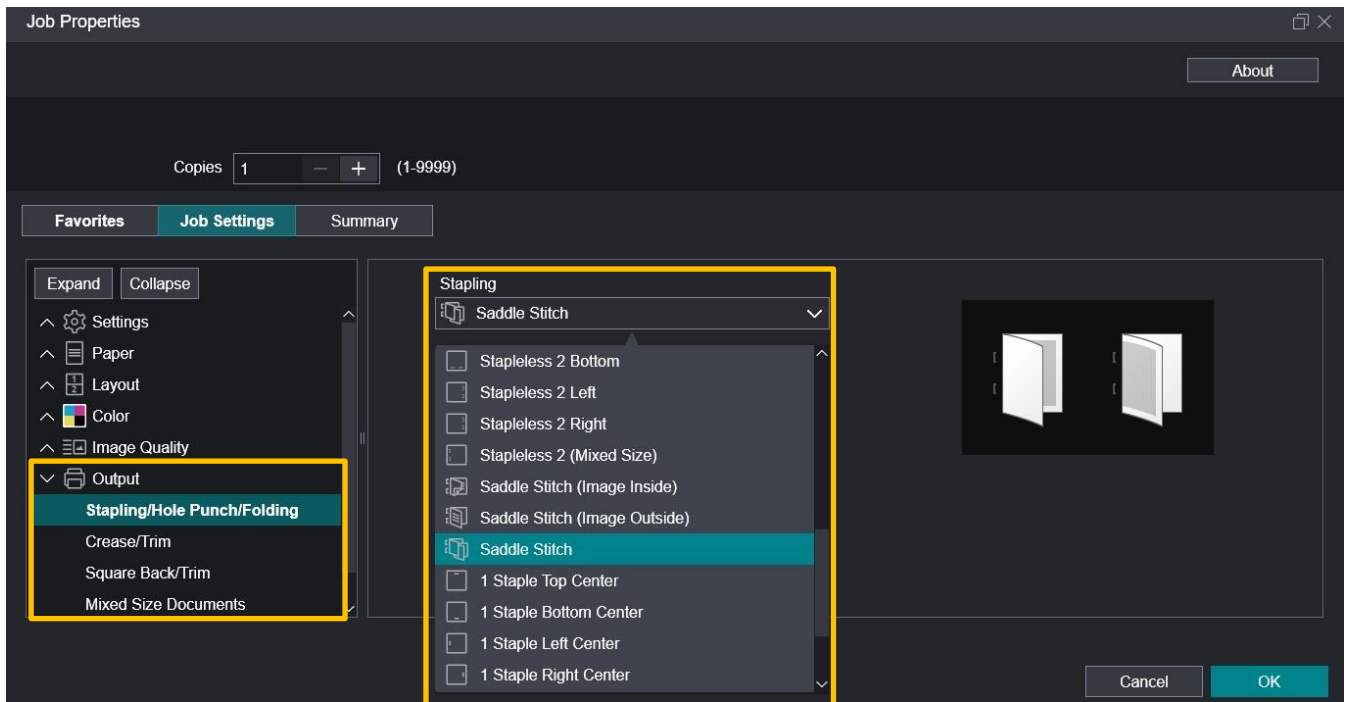 Job Properties
About
Copies 1 − + (1-9999)
Favorites Job Settings Summary
Expand Collapse
Settings
Paper
Layout
Color
Image Quality
Output
Stapling/Hole Punch/Folding
Crease/Trim
Square Back/Trim
Mixed Size Documents
Stapling
Saddle Stitch
Stapleless 2 Bottom
Stapleless 2 Left
Stapleless 2 Right
Stapleless 2 (Mixed Size)
Saddle Stitch (Image Inside)
Saddle Stitch (Image Outside)
Saddle Stitch
1 Staple Top Center
1 Staple Bottom Center
1 Staple Left Center
1 Staple Right Center
Cancel OK